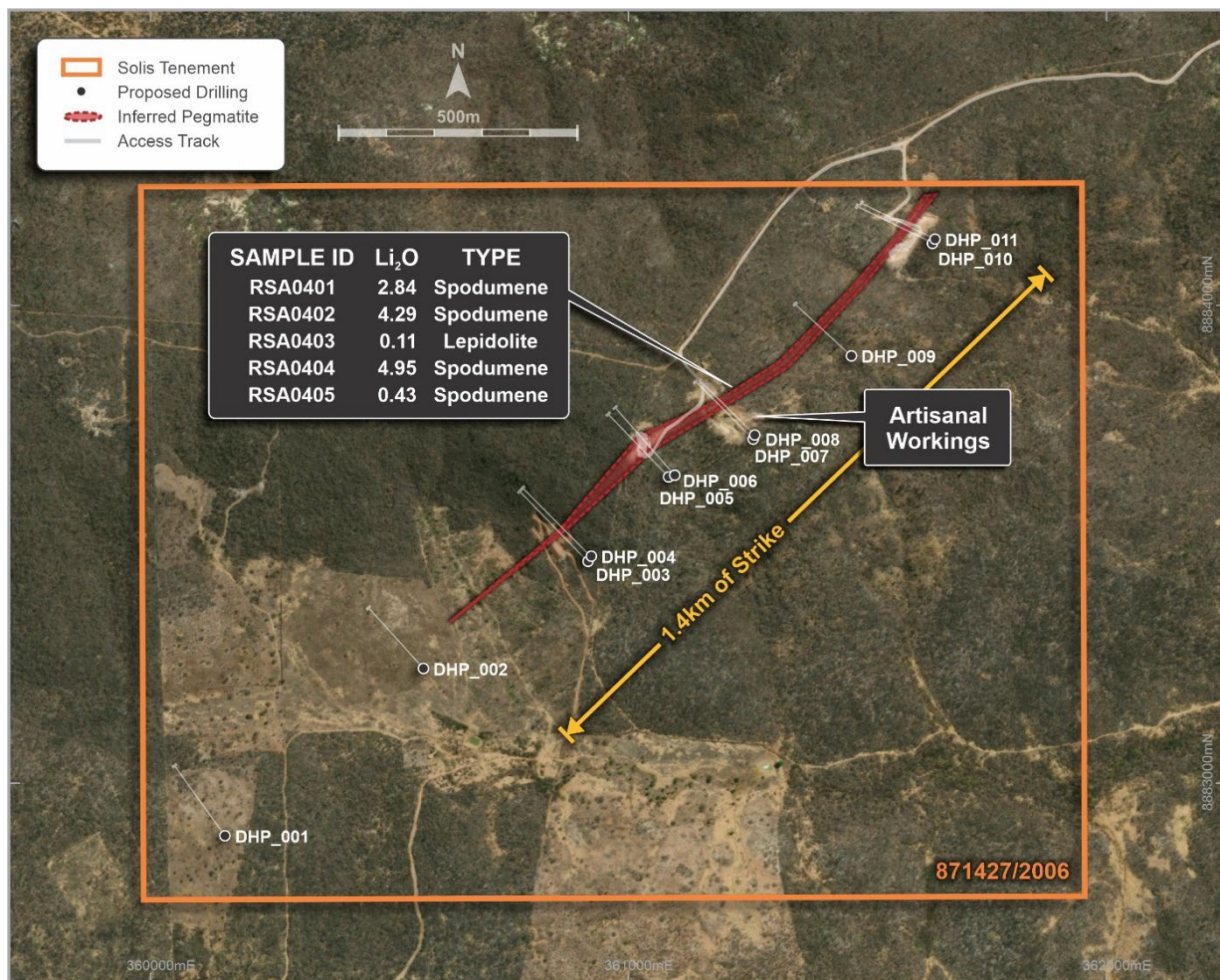 Solis Tenement
Proposed Drilling
Inferred Pegmatite
Access Track
N
500m
SAMPLE ID Li₂O TYPE
RSA0401 2.84 Spodumene
RSA0402 4.29 Spodumene
RSA0403 0.11 Lepidolite
RSA0404 4.95 Spodumene
RSA0405 0.43 Spodumene
DHP_011
DHP_010
8884000mN
DHP_009
Artisanal
Workings
DHP_008
DHP_007
DHP_006
DHP_005
DHP_004
DHP_003
1.4km of Strike
DHP_002
8883000mN
DHP_001
871427/2006
360000mE
361000mE
362000mE